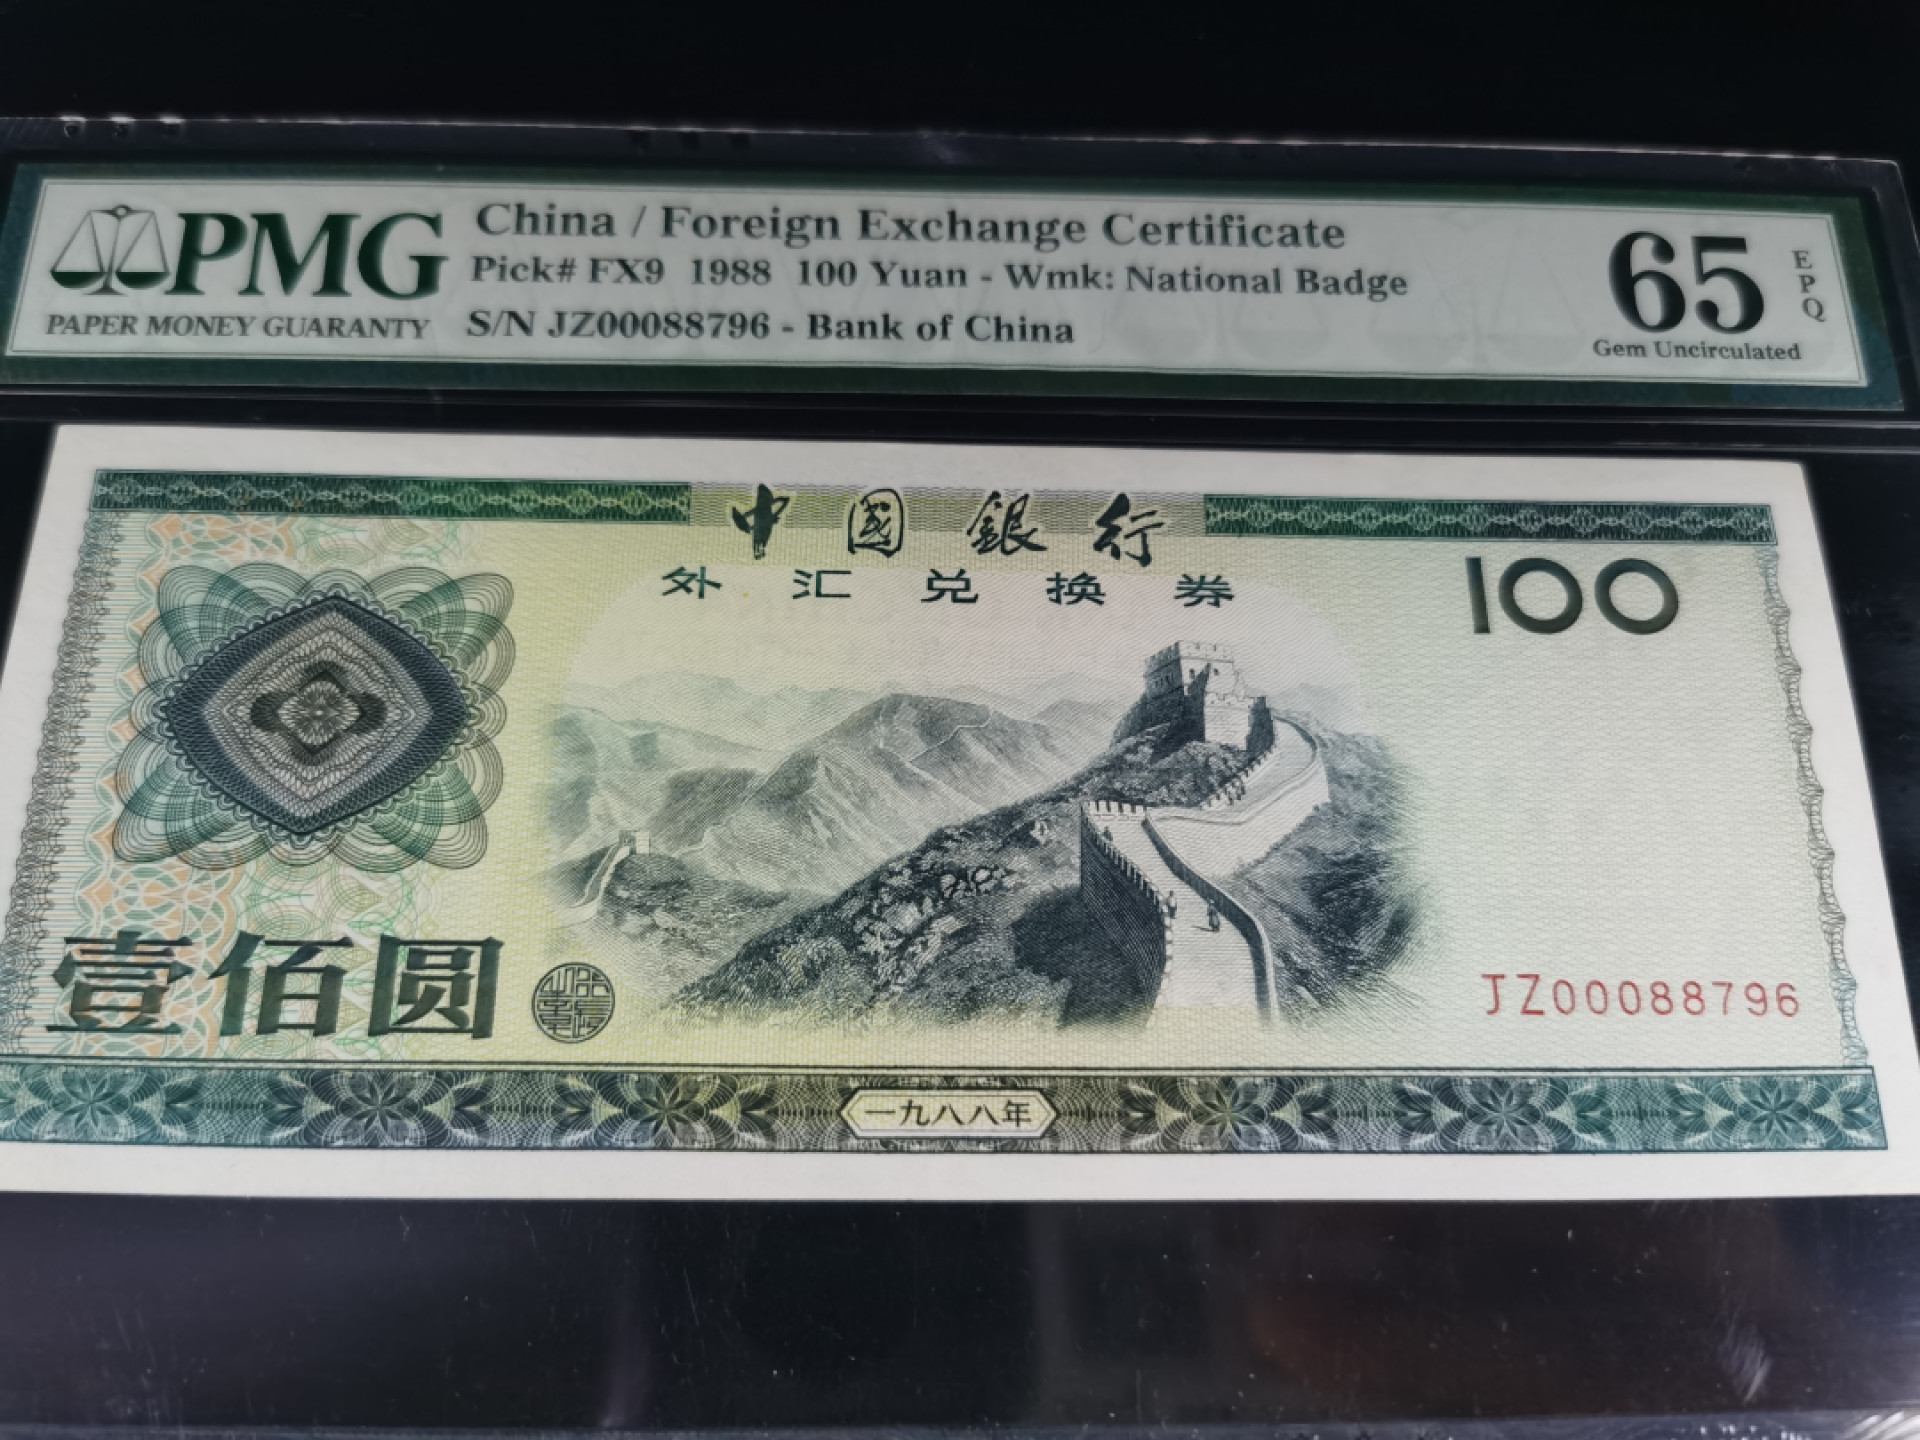 PMG
PAPER MONEY GUARANTY
China / Foreign Exchange Certificate
Pick# FX9 1988 100 Yuan - Wmk: National Badge
S/N JZ00088796 - Bank of China
65
EPQ
Gem Uncirculated
中國銀行
外汇兑换券
100
壹佰圆
JZ00088796
一九八八年